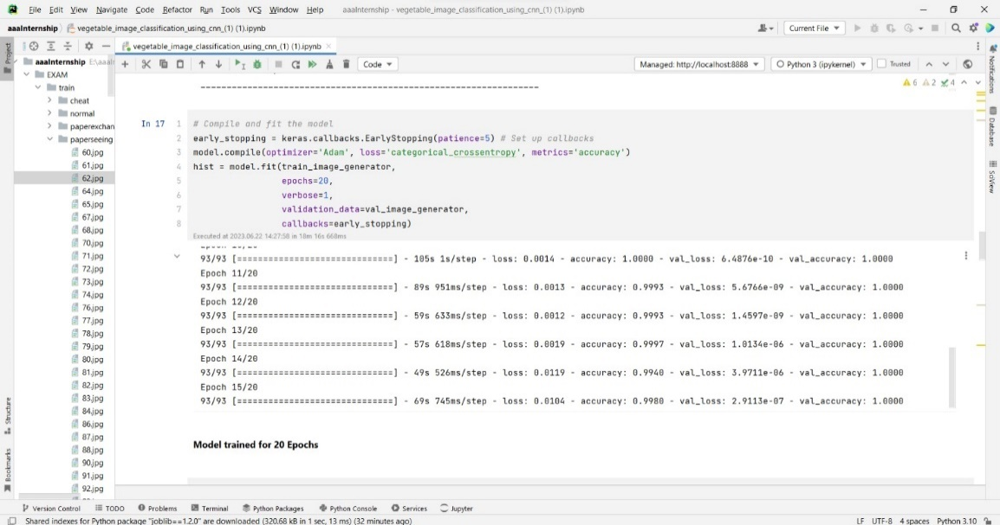 File Edit View Navigate Code Refactor Run Tools VCS Window Help aaaInternship - vegetable_image_classification_using_cnn_(1) (1).ipynb
aaaInternship vegetable_image_classification_using_cnn_(1) (1).ipynb Current File
Project
vegetable_image_classification_using_cnn_(1) (1).ipynb
aaaInternship
Code Managed: http://localhost:8888 Python 3 (ipykernel) Trusted
Notifications
Database
SciView
EXAM
train
cheat
normal
paperexchan
paperseeing
60.jpg
61.jpg
62.jpg
64.jpg
65.jpg
67.jpg
68.jpg
70.jpg
71.jpg
72.jpg
73.jpg
74.jpg
76.jpg
77.jpg
78.jpg
79.jpg
80.jpg
81.jpg
82.jpg
83.jpg
84.jpg
86.jpg
87.jpg
88.jpg
90.jpg
91.jpg
92.jpg
Structure
Bookmarks
6 2 4
In 17 1 # Compile and fit the model
2 early_stopping = keras.callbacks.EarlyStopping(patience=5) # Set up callbacks
3 model.compile(optimizer='Adam', loss='categorical_crossentropy', metrics='accuracy')
4 hist = model.fit(train_image_generator,
5 epochs=20,
6 verbose=1,
7 validation_data=val_image_generator,
8 callbacks=early_stopping)
Executed at 2023.06.22 14:27:58 in 18m 16s 668ms
93/93 [==============================] - 105s 1s/step - loss: 0.0014 - accuracy: 1.0000 - val_loss: 6.4876e-10 - val_accuracy: 1.0000
Epoch 11/20
93/93 [==============================] - 89s 951ms/step - loss: 0.0013 - accuracy: 0.9993 - val_loss: 5.6766e-09 - val_accuracy: 1.0000
Epoch 12/20
93/93 [==============================] - 59s 633ms/step - loss: 0.0012 - accuracy: 0.9993 - val_loss: 1.4597e-09 - val_accuracy: 1.0000
Epoch 13/20
93/93 [==============================] - 57s 618ms/step - loss: 0.0019 - accuracy: 0.9997 - val_loss: 1.0134e-06 - val_accuracy: 1.0000
Epoch 14/20
93/93 [==============================] - 49s 526ms/step - loss: 0.0119 - accuracy: 0.9940 - val_loss: 3.9711e-06 - val_accuracy: 1.0000
Epoch 15/20
93/93 [==============================] - 69s 745ms/step - loss: 0.0104 - accuracy: 0.9980 - val_loss: 2.9113e-07 - val_accuracy: 1.0000
Model trained for 20 Epochs
Version Control TODO Problems Terminal Python Packages Python Console Services Jupyter
Shared indexes for Python package "joblib==1.2.0" are downloaded (320.68 kB in 1 sec, 13 ms) (32 minutes ago) LF UTF-8 4 spaces Python 3.10